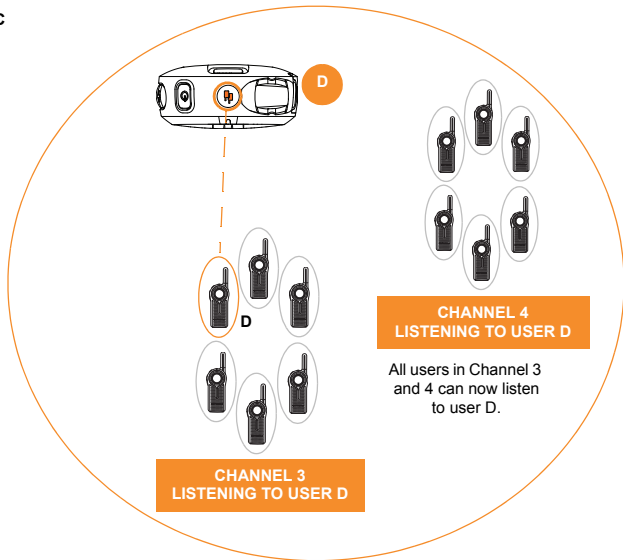 C
D
D
CHANNEL 4
LISTENING TO USER D
All users in Channel 3
and 4 can now listen
to user D.
CHANNEL 3
LISTENING TO USER D